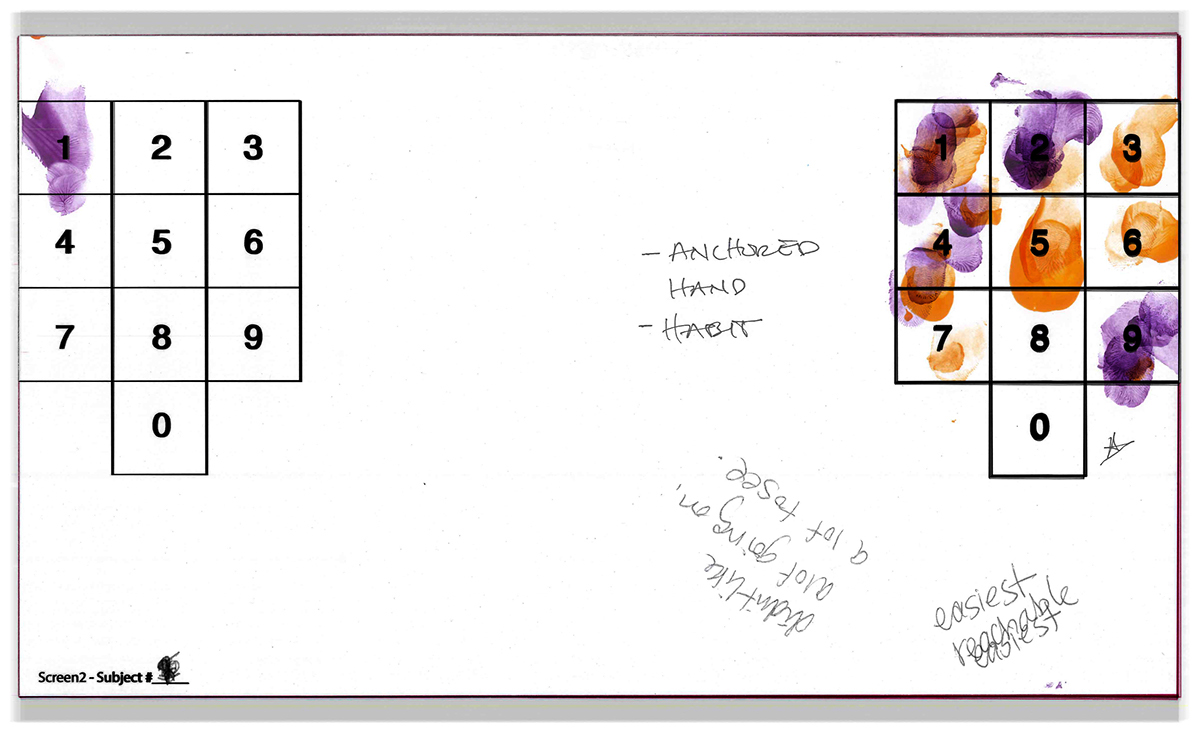 1 2 3
4 5 6
7 8 9
0
1 2 3
4 5 6
7 8 9
0
- ANCHORED
HAND
- HABIT
didnt like
alot going on,
a lot to see.
easiest
reachable
easiest
Screen2 - Subject #